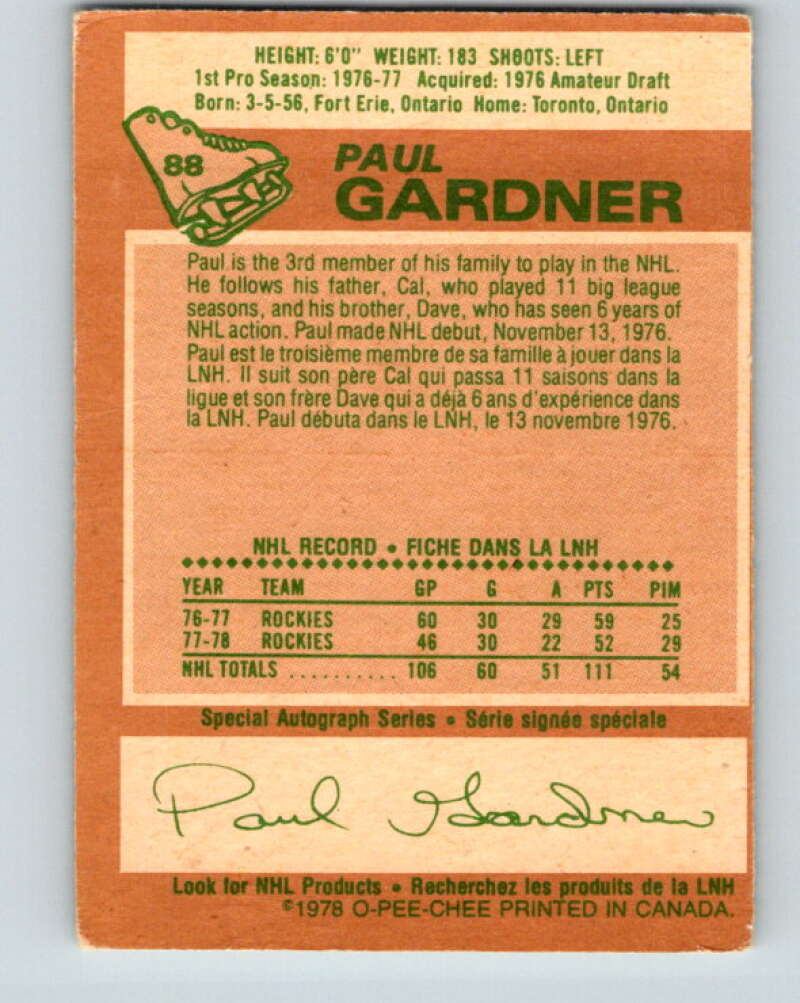 HEIGHT: 6'0" WEIGHT: 183 SHOOTS: LEFT
1st Pro Season: 1976-77 Acquired: 1976 Amateur Draft
Born: 3-5-56, Fort Erie, Ontario Home: Toronto, Ontario
88
PAUL
GARDNER
Paul is the 3rd member of his family to play in the NHL.
He follows his father, Cal, who played 11 big league
seasons, and his brother, Dave, who has seen 6 years of
NHL action. Paul made NHL debut, November 13, 1976.
Paul est le troisième membre de sa famille à jouer dans la
LNH. Il suit son père Cal qui passa 11 saisons dans la
ligue et son frère Dave qui a déjà 6 ans d'expérience dans
la LNH. Paul débuta dans le LNH, le 13 novembre 1976.
NHL RECORD • FICHE DANS LA LNH
YEAR TEAM GP G A PTS PIM
76-77 ROCKIES 60 30 29 59 25
77-78 ROCKIES 46 30 22 52 29
NHL TOTALS .......... 106 60 51 111 54
Special Autograph Series • Série signée spéciale
Paul Gardner
Look for NHL Products • Recherchez les produits de la LNH
©1978 O-PEE-CHEE PRINTED IN CANADA.